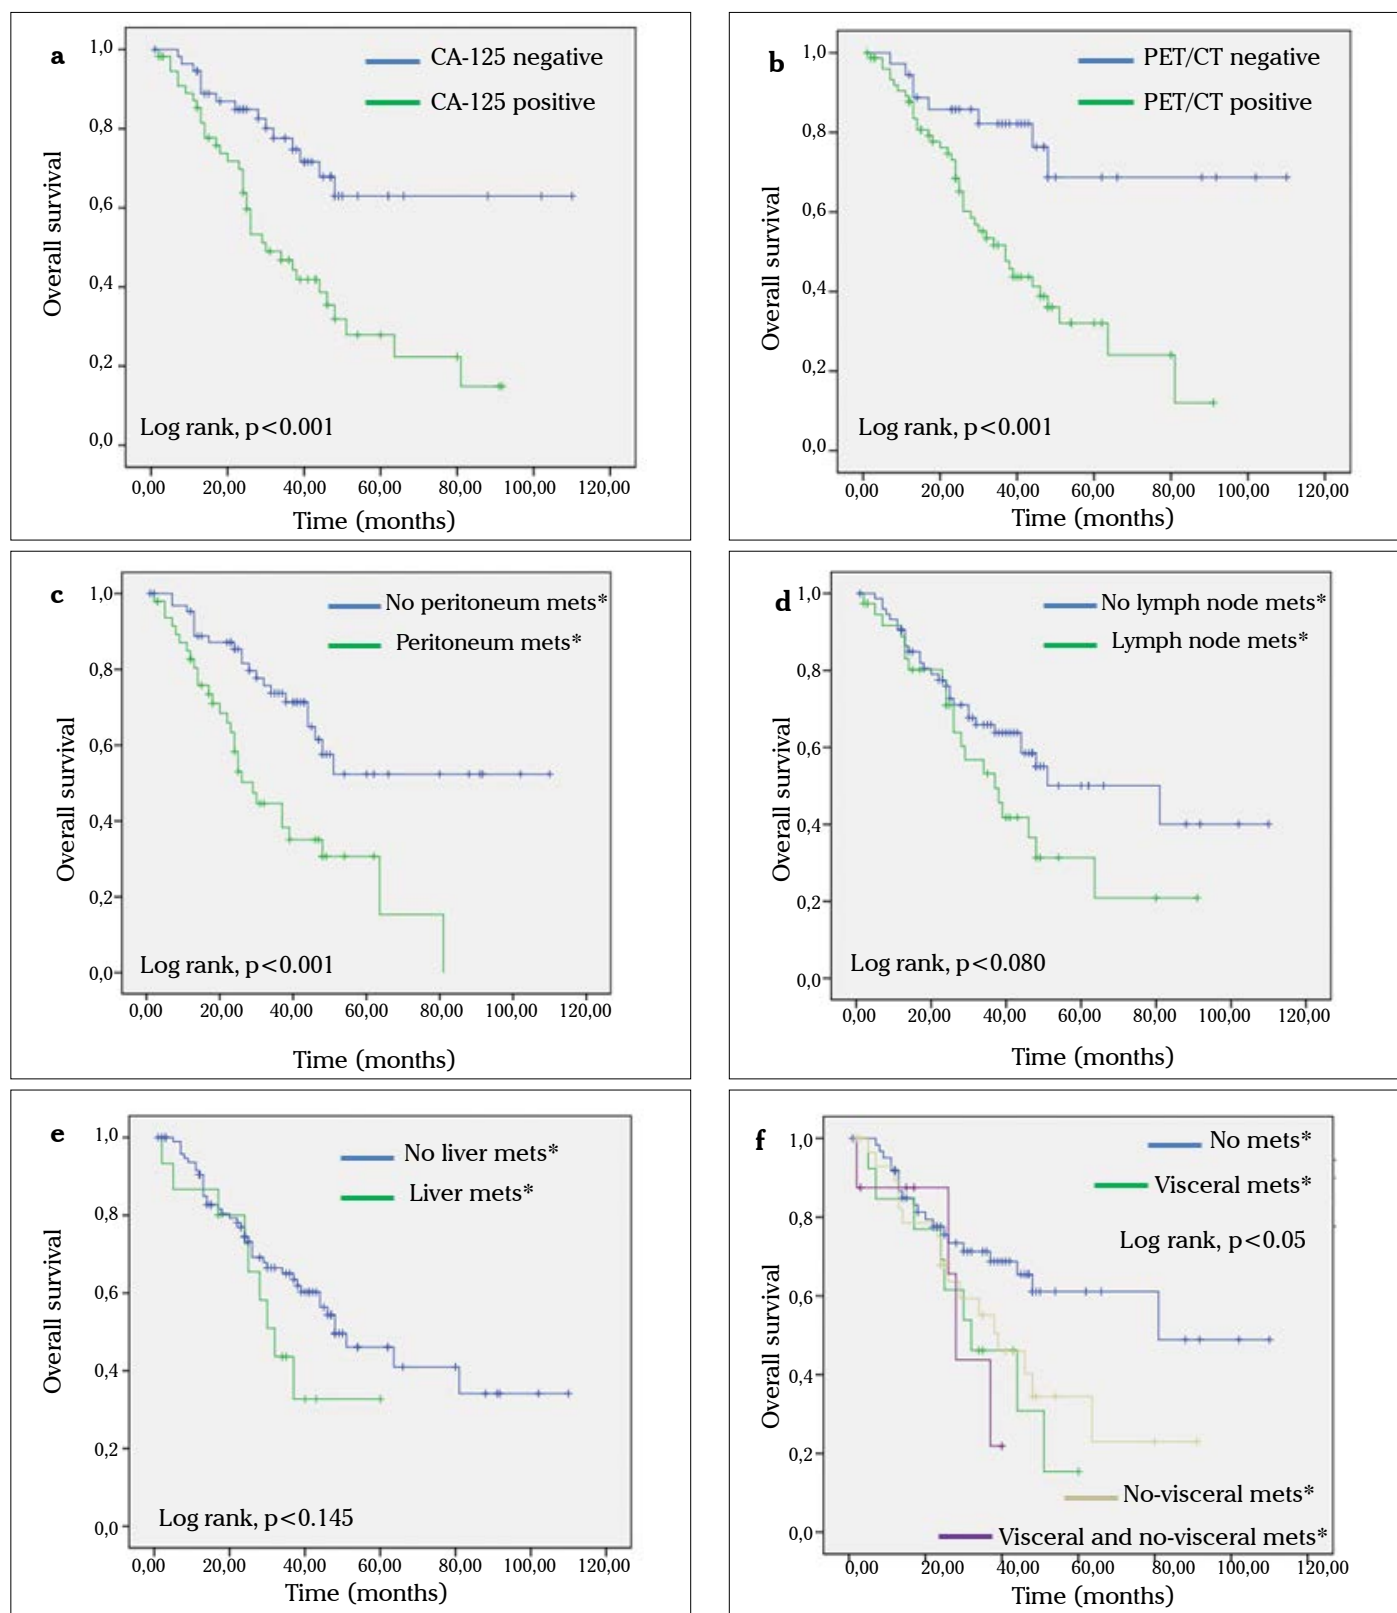 a
CA-125 negative
CA-125 positive
Overall survival
1,0
0,8
0,6
0,4
0,2
0,0
Log rank, p<0.001
0,00 20,00 40,00 60,00 80,00 100,00 120,00
Time (months)
b
PET/CT negative
PET/CT positive
Overall survival
1,0
0,8
0,6
0,4
0,2
0,0
Log rank, p<0.001
0,00 20,00 40,00 60,00 80,00 100,00 120,00
Time (months)
c
No peritoneum mets*
Peritoneum mets*
Overall survival
1,0
0,8
0,6
0,4
0,2
0,0
Log rank, p<0.001
0,00 20,00 40,00 60,00 80,00 100,00 120,00
Time (months)
d
No lymph node mets*
Lymph node mets*
Overall survival
1,0
0,8
0,6
0,4
0,2
0,0
Log rank, p<0.080
0,00 20,00 40,00 60,00 80,00 100,00 120,00
Time (months)
e
No liver mets*
Liver mets*
Overall survival
1,0
0,8
0,6
0,4
0,2
0,0
Log rank, p<0.145
0,00 20,00 40,00 60,00 80,00 100,00 120,00
Time (months)
f
No mets*
Visceral mets*
Log rank, p<0.05
Overall survival
1,0
0,8
0,6
0,4
0,2
0,0
No-visceral mets*
Visceral and no-visceral mets*
0,00 20,00 40,00 60,00 80,00 100,00 120,00
Time (months)